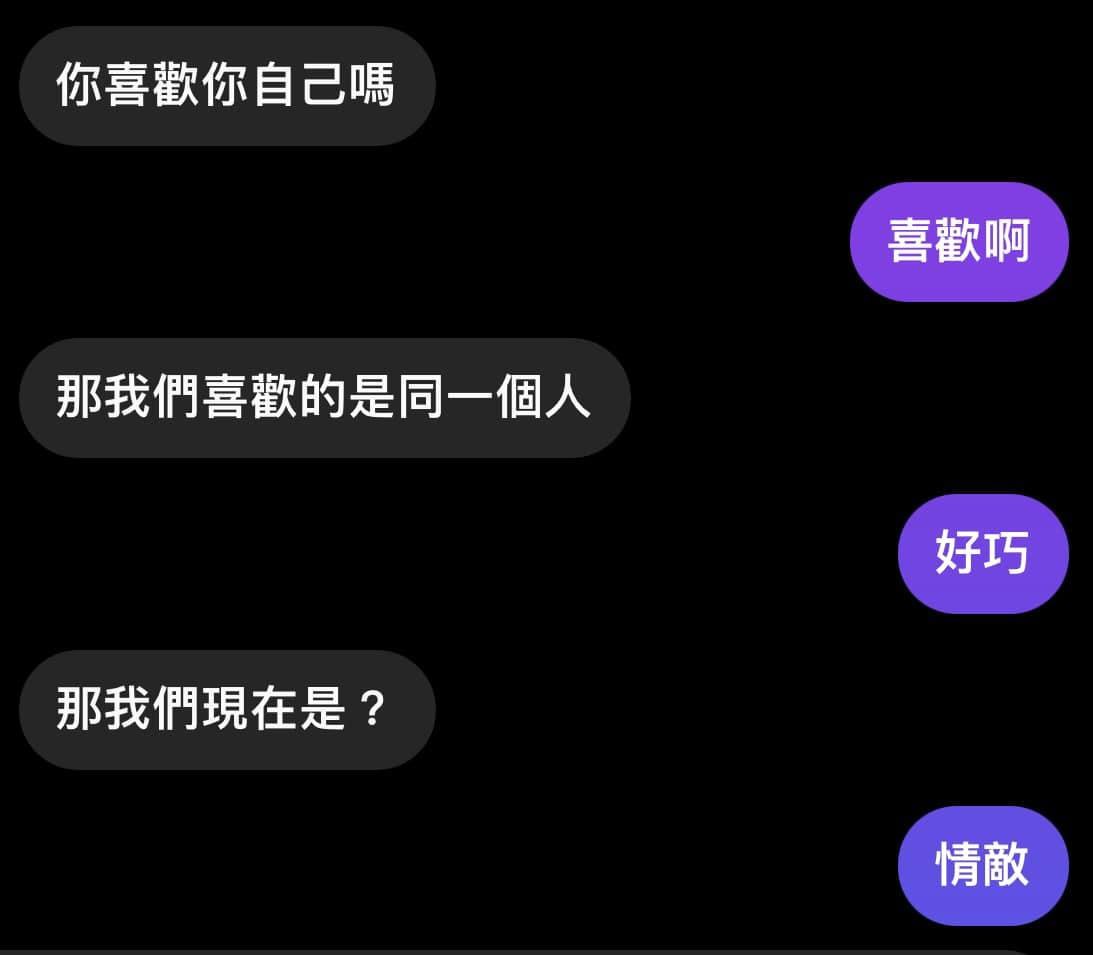 你喜歡你自己嗎
喜歡啊
那我們喜歡的是同一個人
好巧
那我們現在是？
情敵